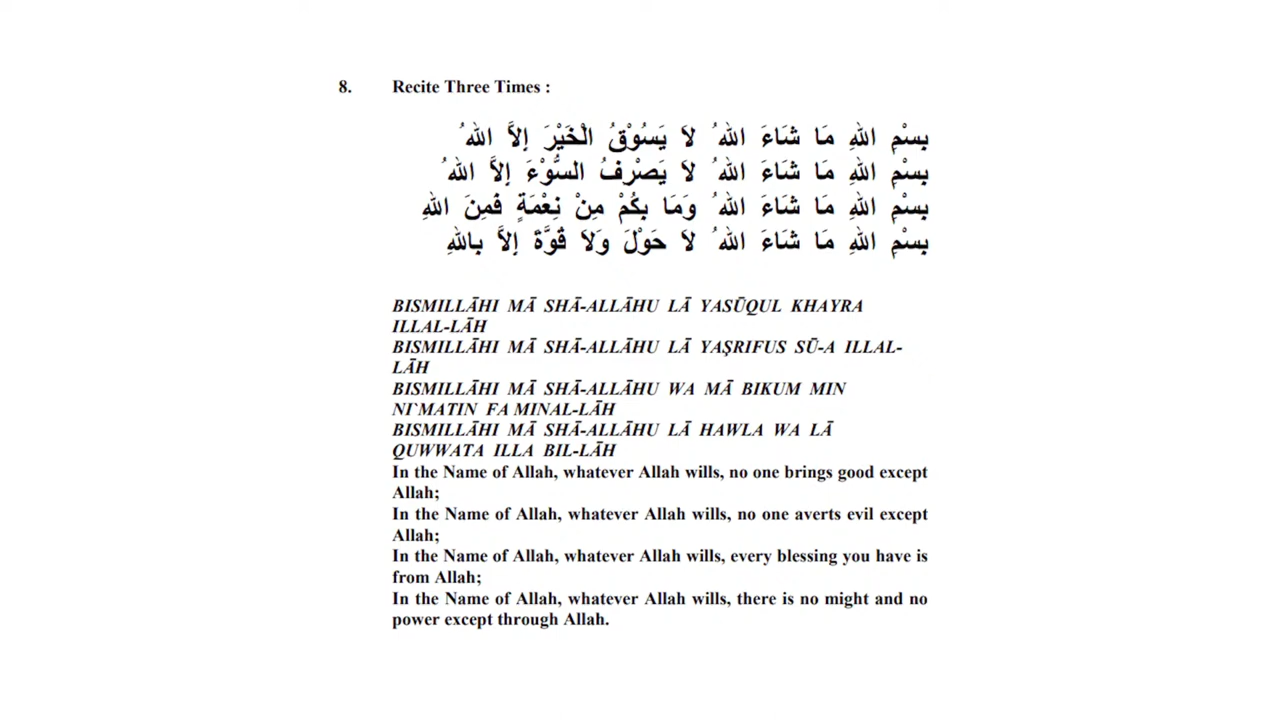 8. Recite Three Times :
بِسْمِ اللهِ مَا شَاءَ اللهُ لاَ يَسُوْقُ الْخَيْرَ إِلاَّ اللهُ
بِسْمِ اللهِ مَا شَاءَ اللهُ لاَ يَصْرِفُ السُّوْءَ إِلاَّ اللهُ
بِسْمِ اللهِ مَا شَاءَ اللهُ وَمَا بِكُمْ مِنْ نِعْمَةٍ فَمِنَ اللهِ
بِسْمِ اللهِ مَا شَاءَ اللهُ لاَ حَوْلَ وَلاَ قُوَّةَ إِلاَّ بِاللهِ
BISMILLĀHI MĀ SHĀ-ALLĀHU LĀ YASŪQUL KHAYRA
ILLAL-LĀH
BISMILLĀHI MĀ SHĀ-ALLĀHU LĀ YAŞRIFUS SŪ-A ILLAL-
LĀH
BISMILLĀHI MĀ SHĀ-ALLĀHU WA MĀ BIKUM MIN
NI`MATIN FA MINAL-LĀH
BISMILLĀHI MĀ SHĀ-ALLĀHU LĀ HAWLA WA LĀ
QUWWATA ILLA BIL-LĀH
In the Name of Allah, whatever Allah wills, no one brings good except
Allah;
In the Name of Allah, whatever Allah wills, no one averts evil except
Allah;
In the Name of Allah, whatever Allah wills, every blessing you have is
from Allah;
In the Name of Allah, whatever Allah wills, there is no might and no
power except through Allah.